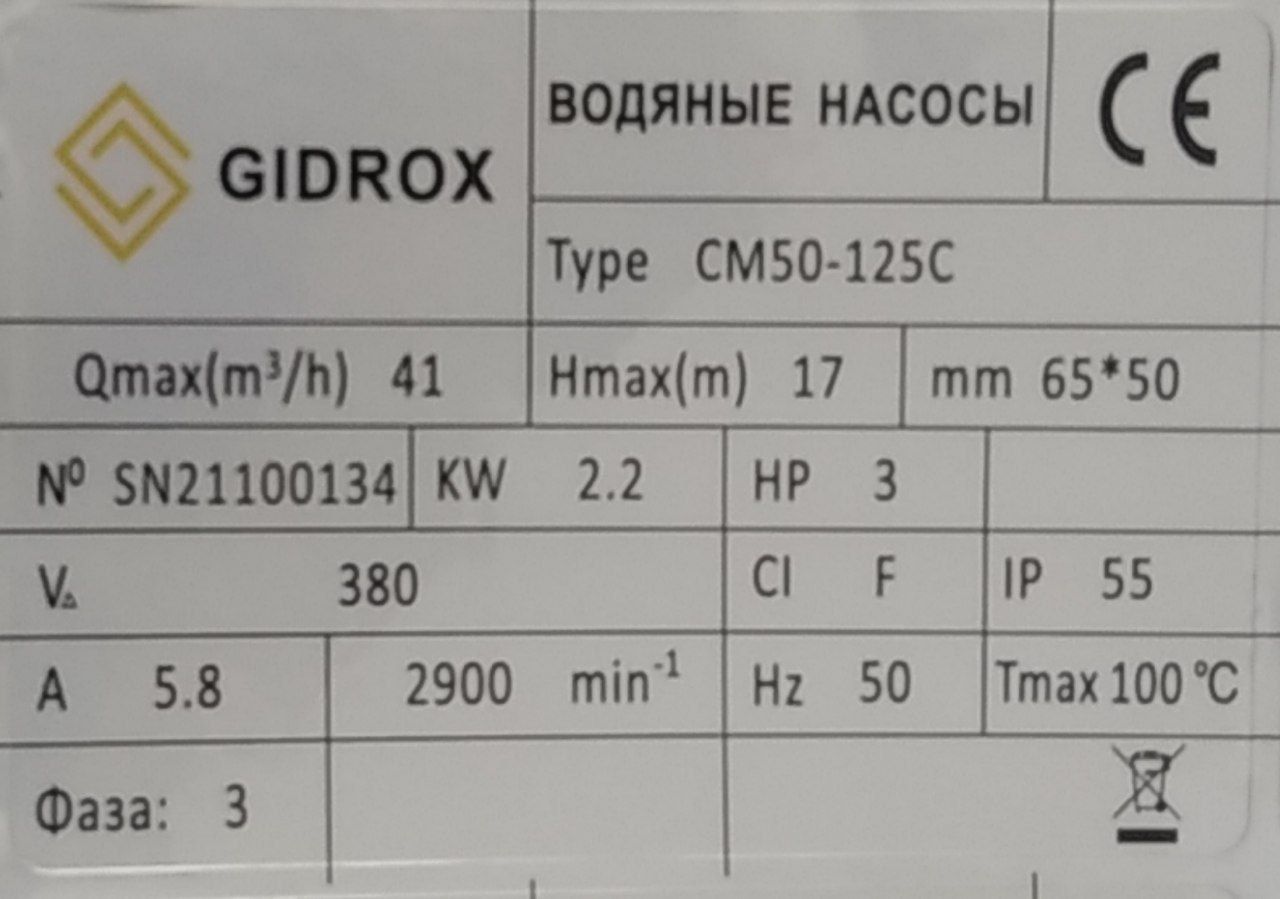 GIDROX
ВОДЯНЫЕ НАСОСЫ
CE
Type CM50-125C
Qmax(m³/h) 41
Hmax(m) 17
mm 65*50
Nº SN21100134
KW 2.2
HP 3
V△ 380
Cl F
IP 55
A 5.8
2900 min⁻¹
Hz 50
Tmax 100 ℃
Фаза: 3